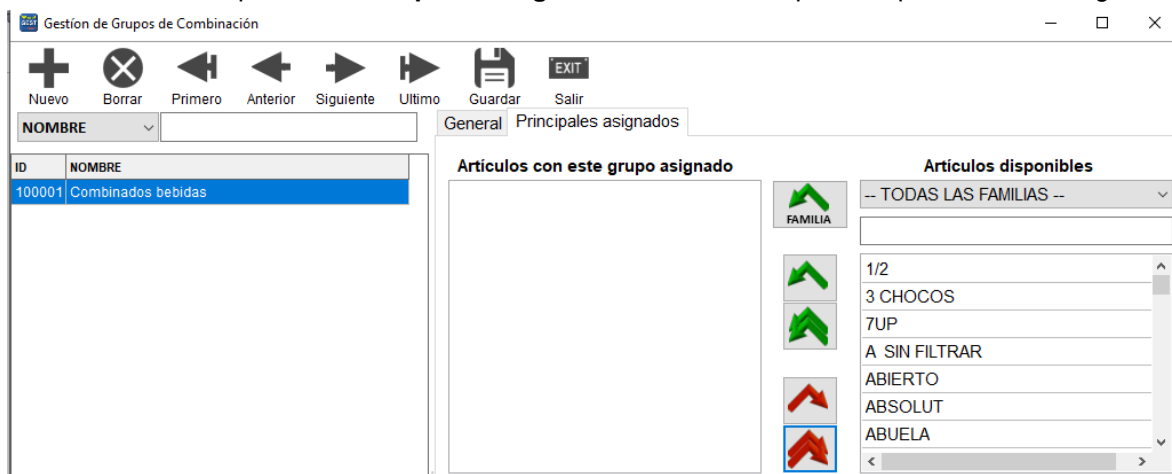 Gestíon de Grupos de Combinación
Nuevo Borrar Primero Anterior Siguiente Ultimo Guardar EXIT Salir
NOMBRE
General Principales asignados
ID NOMBRE
100001 Combinados bebidas
Artículos con este grupo asignado
FAMILIA
Artículos disponibles
-- TODAS LAS FAMILIAS --
1/2
3 CHOCOS
7UP
A SIN FILTRAR
ABIERTO
ABSOLUT
ABUELA